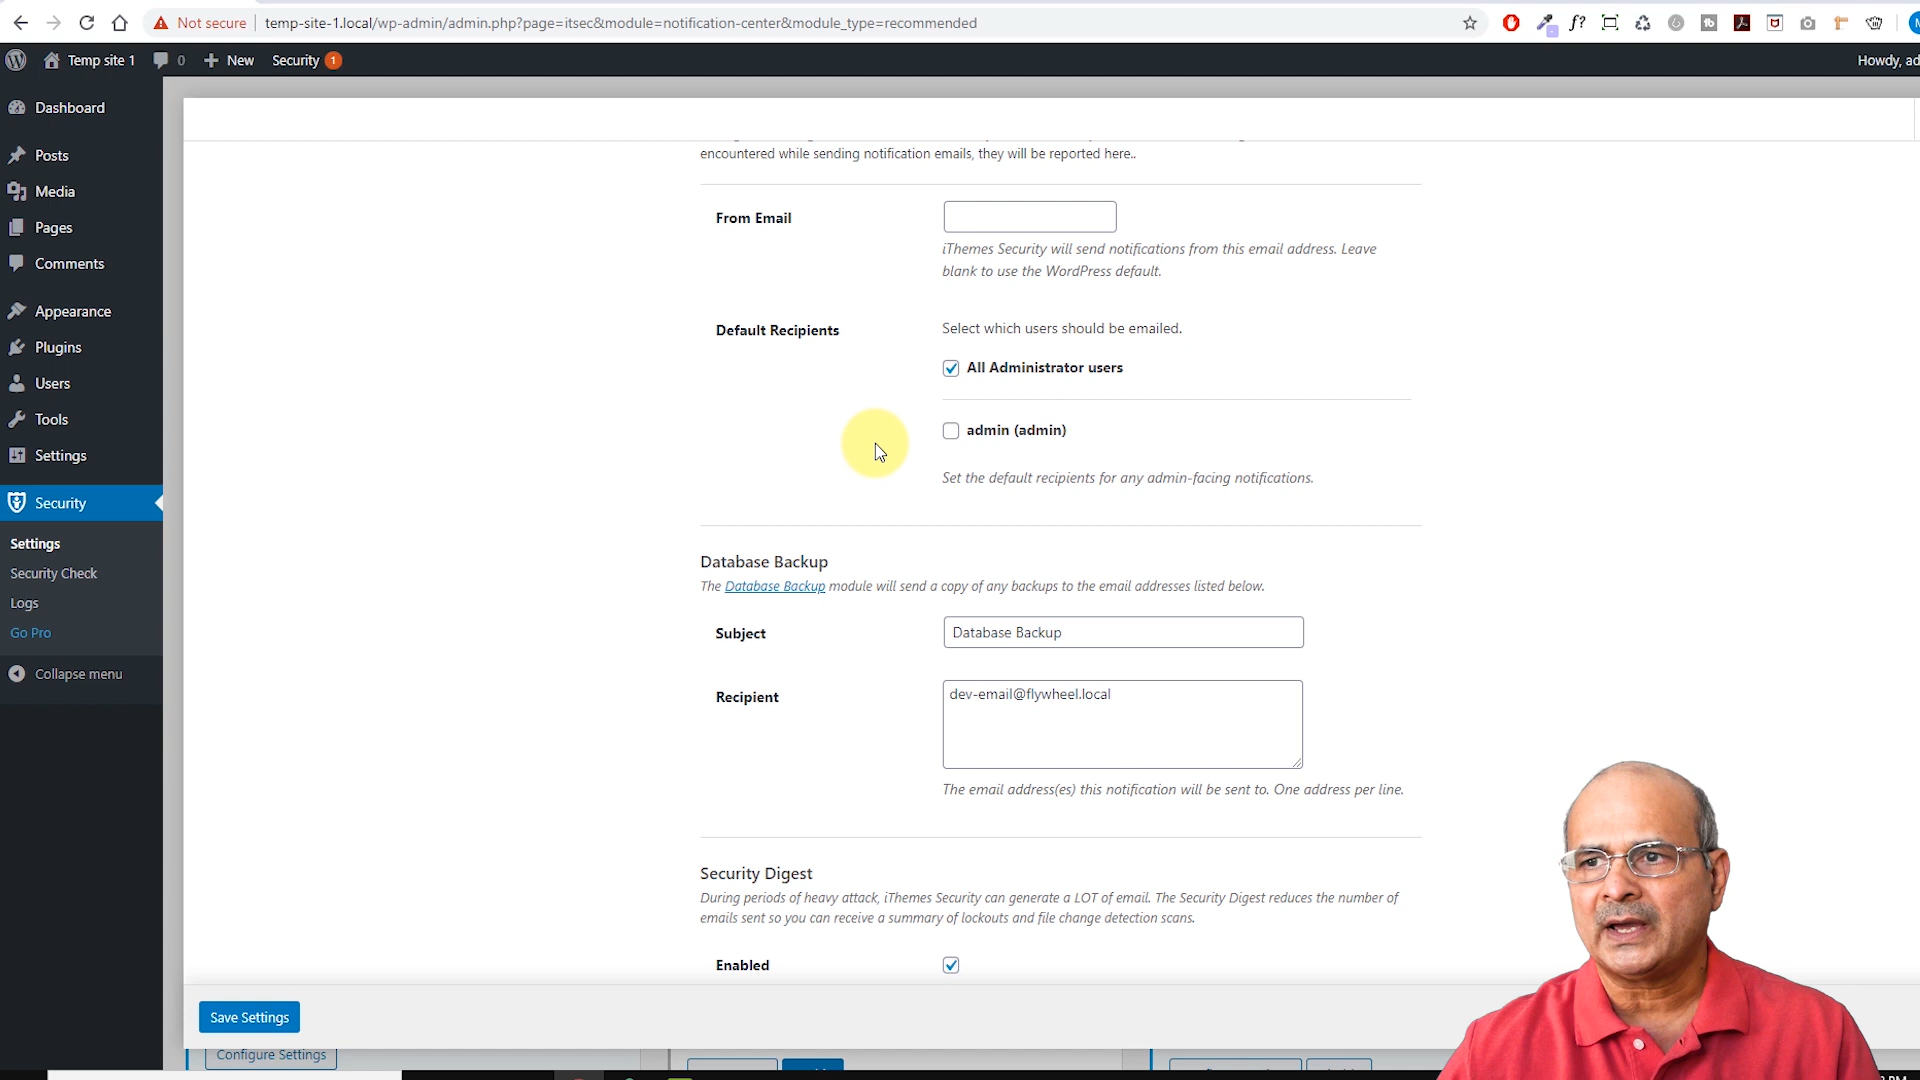 Not secure
temp-site-1.local/wp-admin/admin.php?page=itsec&module=notification-center&module_type=recommended
Temp site 1
0
New
Security 1
Howdy, ad
Dashboard
Posts
Media
Pages
Comments
Appearance
Plugins
Users
Tools
Settings
Security
Settings
Security Check
Logs
Go Pro
Collapse menu
encountered while sending notification emails, they will be reported here..
From Email
iThemes Security will send notifications from this email address. Leave
blank to use the WordPress default.
Default Recipients
Select which users should be emailed.
All Administrator users
admin (admin)
Set the default recipients for any admin-facing notifications.
Database Backup
The Database Backup module will send a copy of any backups to the email addresses listed below.
Subject
Database Backup
Recipient
dev-email@flywheel.local
The email address(es) this notification will be sent to. One address per line.
Security Digest
During periods of heavy attack, iThemes Security can generate a LOT of email. The Security Digest reduces the number of
emails sent so you can receive a summary of lockouts and file change detection scans.
Enabled
Save Settings
Configure Settings